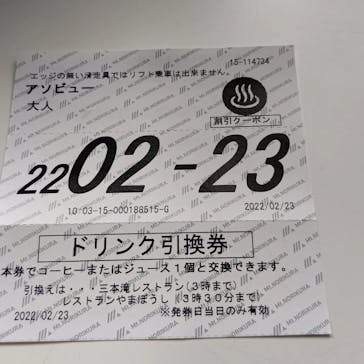 15-114734
エッジの無い滑走具ではリフト乗車は出来ません。
アソビュー
大人
割引クーポン
2202-23
10:03-15-000188515-G
2022/02/23
ドリンク引換券
本券でコーヒーまたはジュース1個と交換できます。
引換えは・・・三本滝レストラン(3時まで)
レストランやまぼうし(3時30分まで)
2022/02/23
※発券日当日のみ有効
Mt.NORIKURA